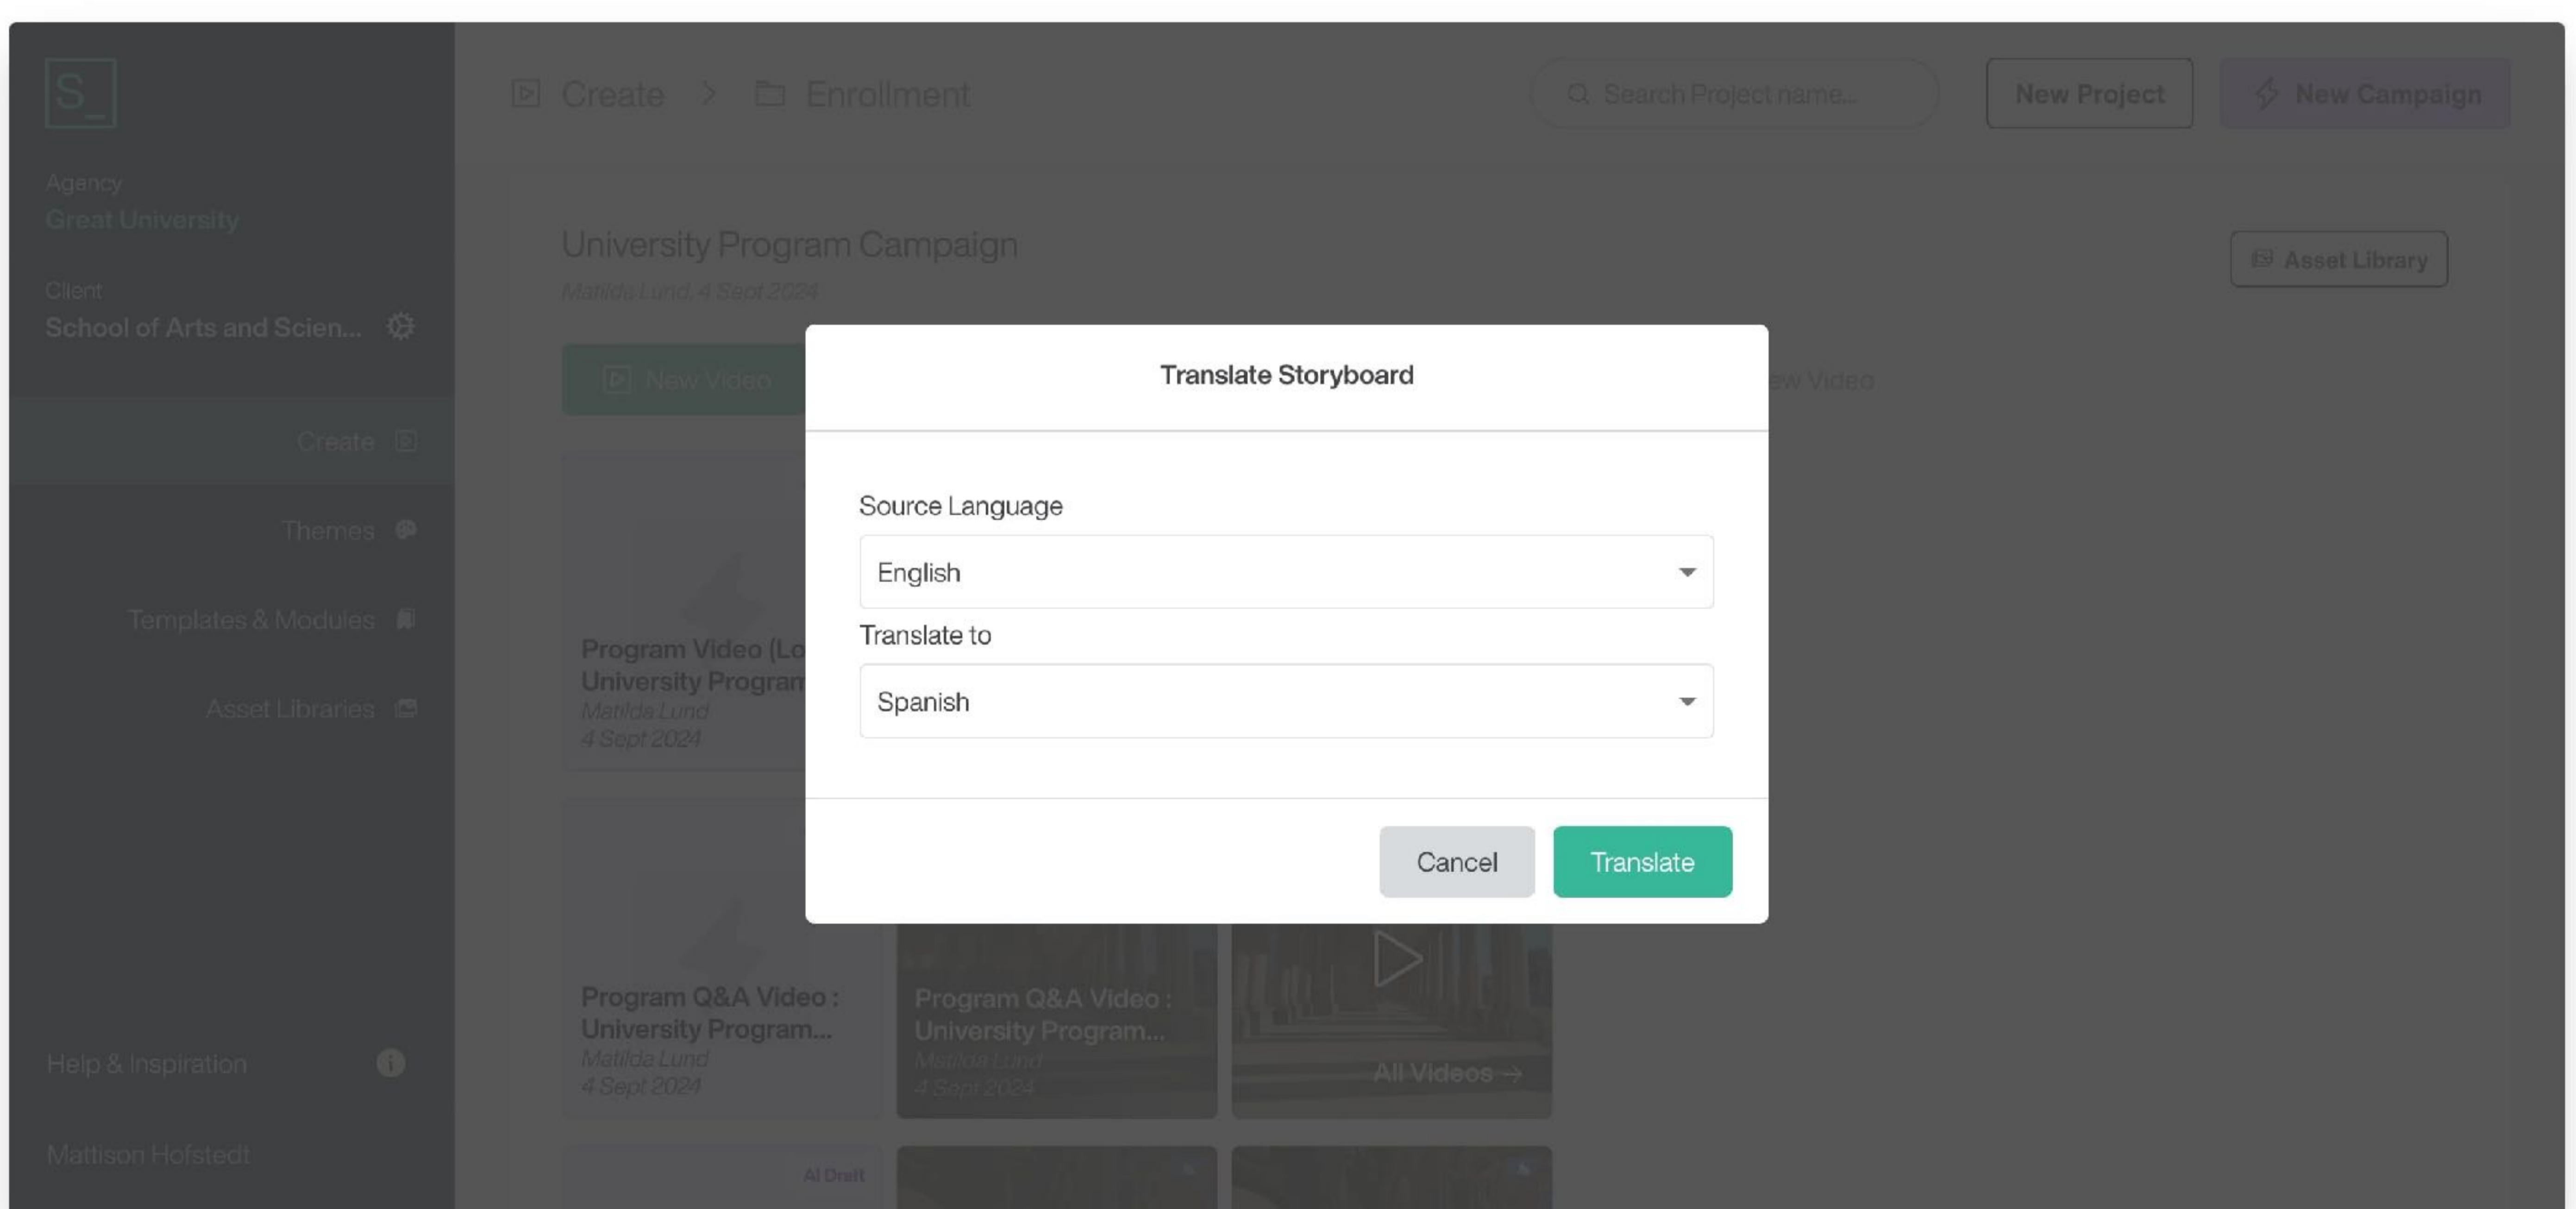 S_
Agency
Great University
Client
School of Arts and Scien...
Create
Themes
Templates & Modules
Asset Libraries
Help & Inspiration
Mattison Hofstedt
Create > Enrollment
Search Project name...
New Project
New Campaign
University Program Campaign
Matilda Lund, 4 Sept 2024
Asset Library
New Video
ew Video
Translate Storyboard
Source Language
English
Translate to
Spanish
Cancel
Translate
Program Video (Lo
University Program
Matilda Lund
4 Sept 2024
Program Q&A Video :
University Program...
Matilda Lund
4 Sept 2024
Program Q&A Video :
University Program...
Matilda Lund
4 Sept 2024
All Videos →
AI Draft